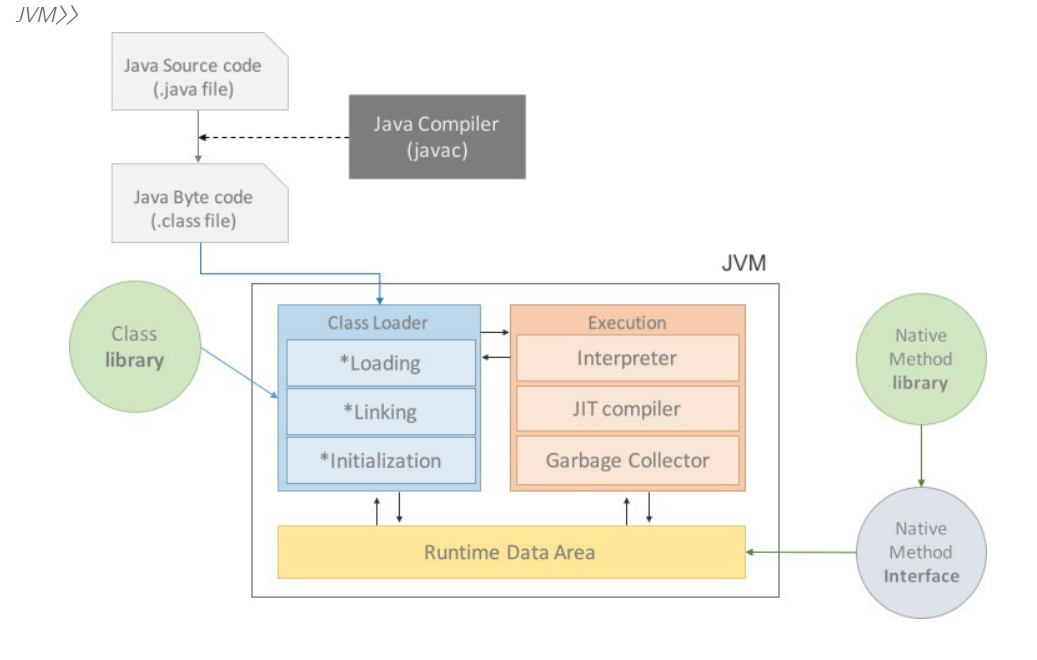 JVM>>
Java Source code
(.java file)
Java Compiler
(javac)
Java Byte code
(.class file)
JVM
Class
library
Class Loader
*Loading
*Linking
*Initialization
Execution
Interpreter
JIT compiler
Garbage Collector
Native
Method
library
Runtime Data Area
Native
Method
Interface